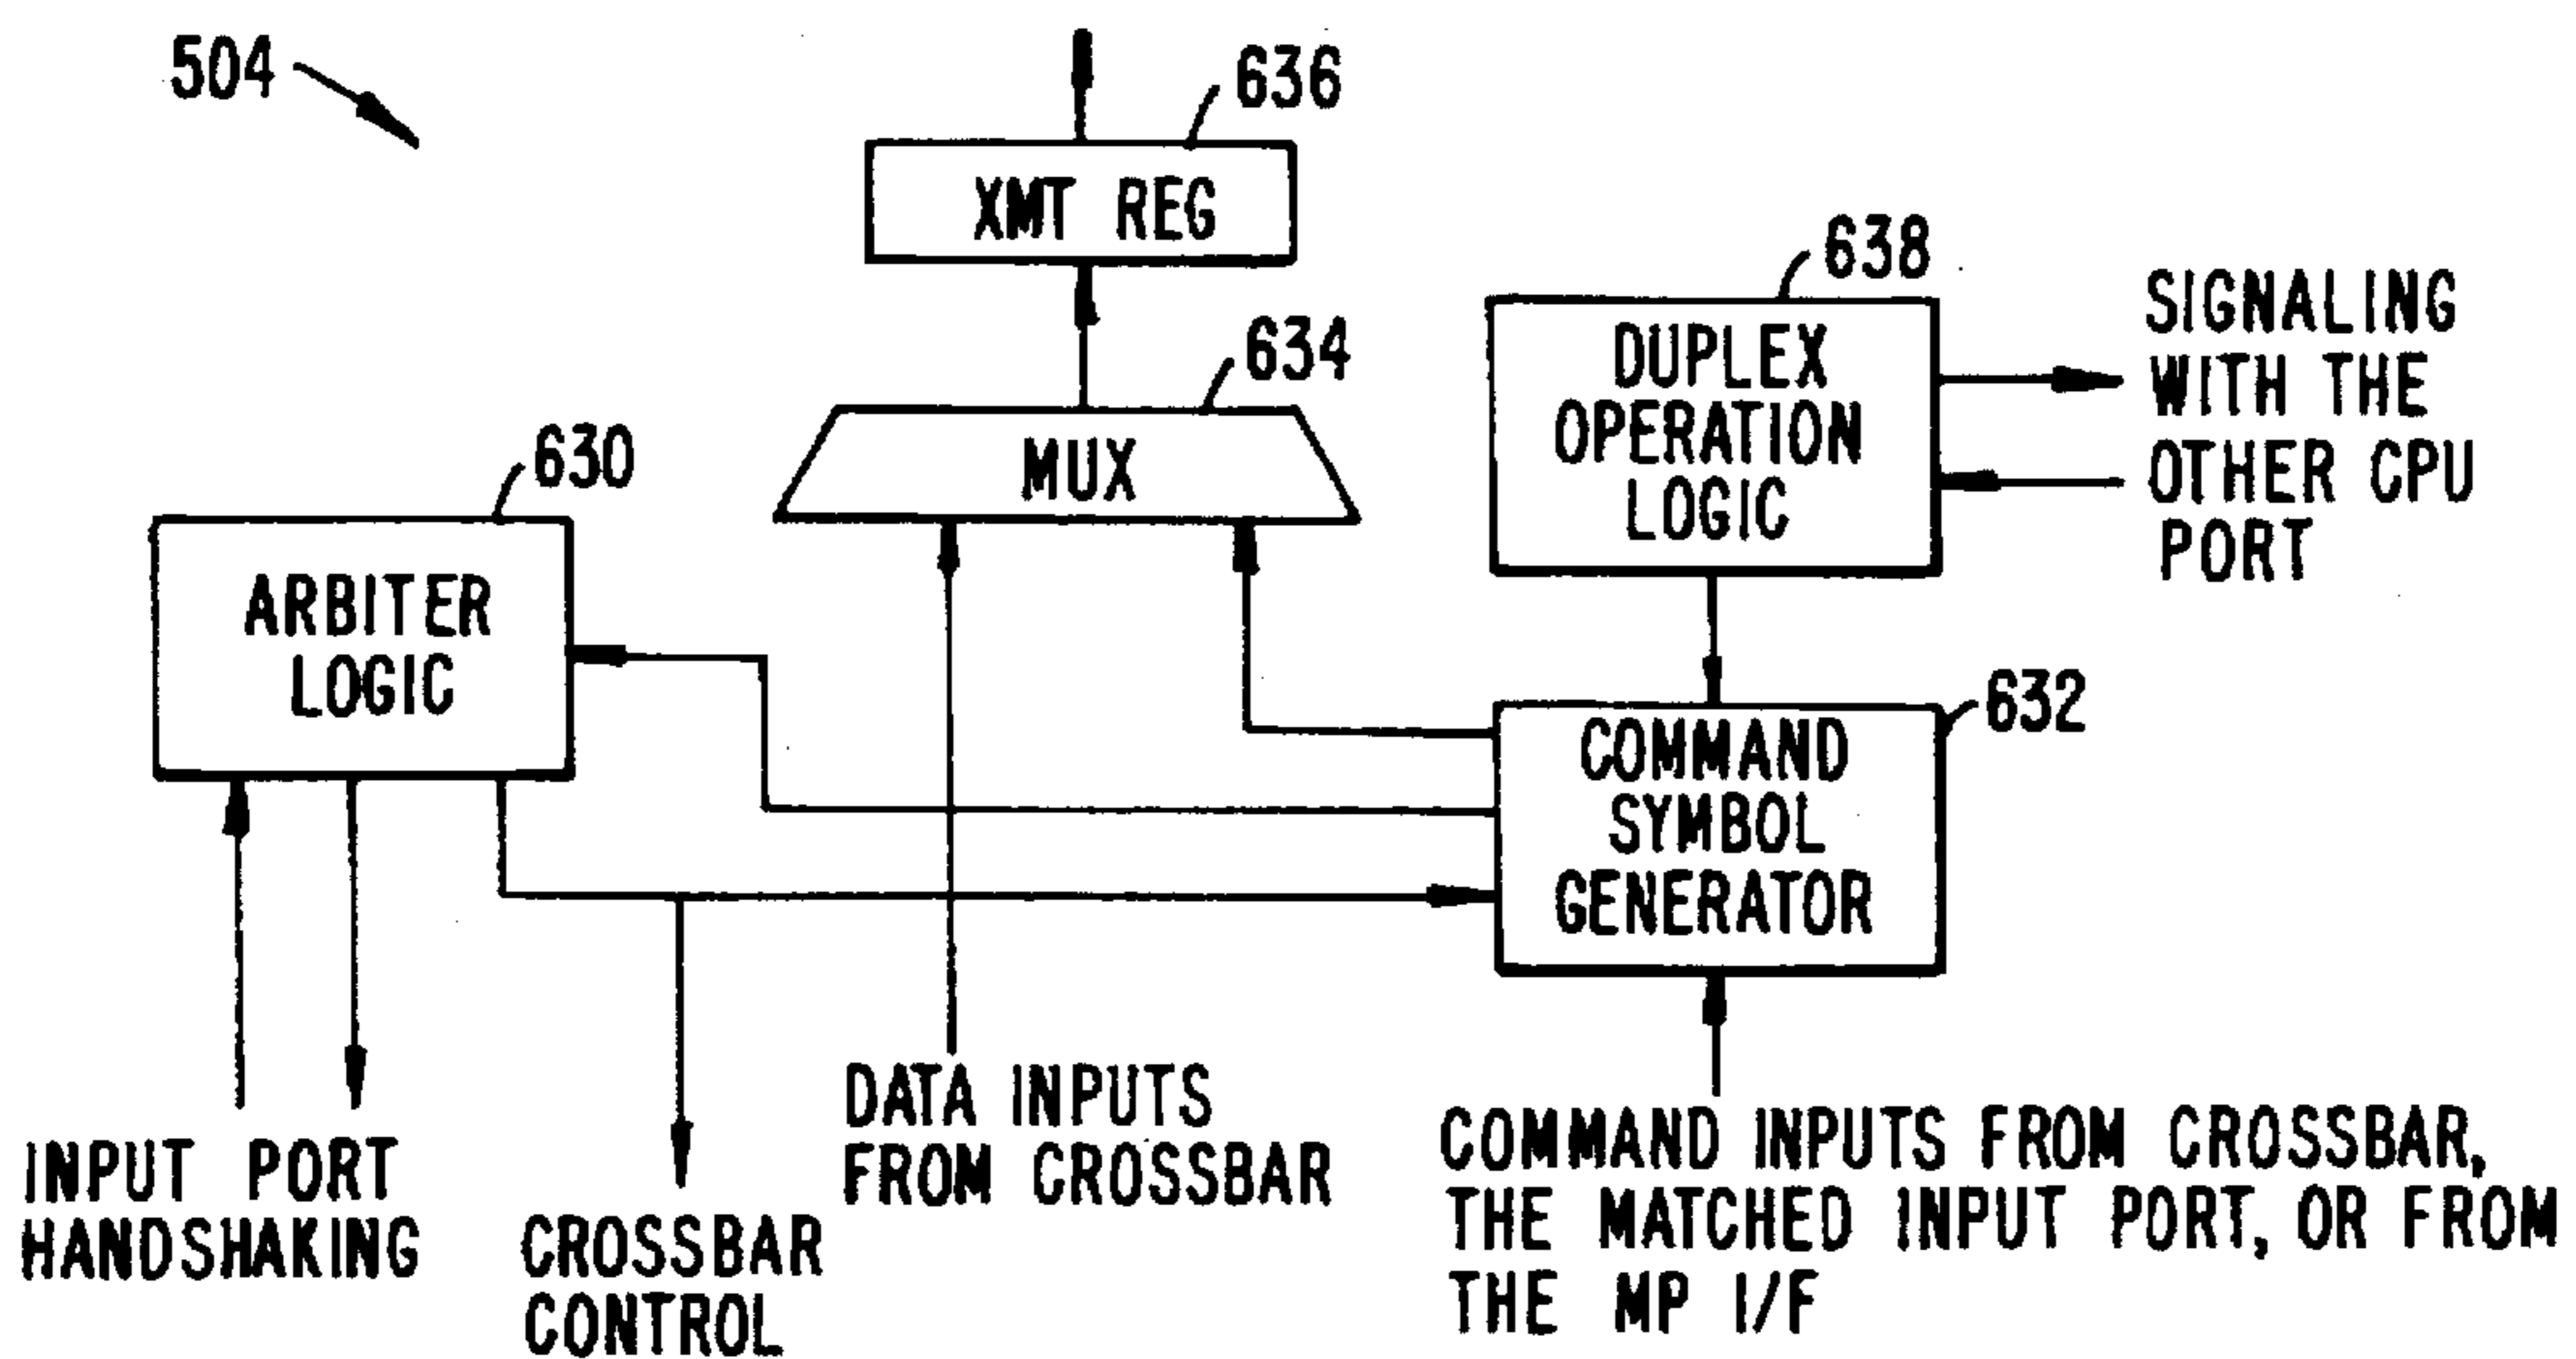 504
636
XMT REG
638
SIGNALING
WITH THE
OTHER CPU
PORT
DUPLEX
OPERATION
LOGIC
634
MUX
630
ARBITER
LOGIC
632
COMMAND
SYMBOL
GENERATOR
INPUT PORT
HANDSHAKING
CROSSBAR
CONTROL
DATA INPUTS
FROM CROSSBAR
COMMAND INPUTS FROM CROSSBAR,
THE MATCHED INPUT PORT, OR FROM
THE MP I/F